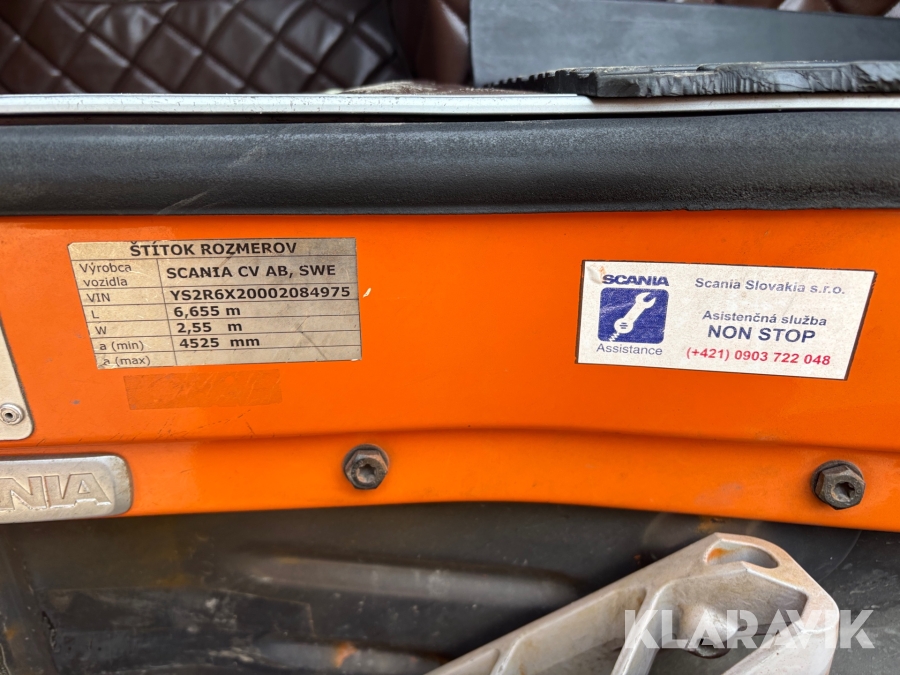 ŠTÍTOK ROZMEROV
Výrobca vozidla SCANIA CV AB, SWE
VIN YS2R6X20002084975
L 6,655 m
W 2,55 m
a (min) 4525 mm
a (max)
SCANIA
Assistance
Scania Slovakia s.r.o.
Asistenčná služba
NON STOP
(+421) 0903 722 048
ANIA
KLARAVIK